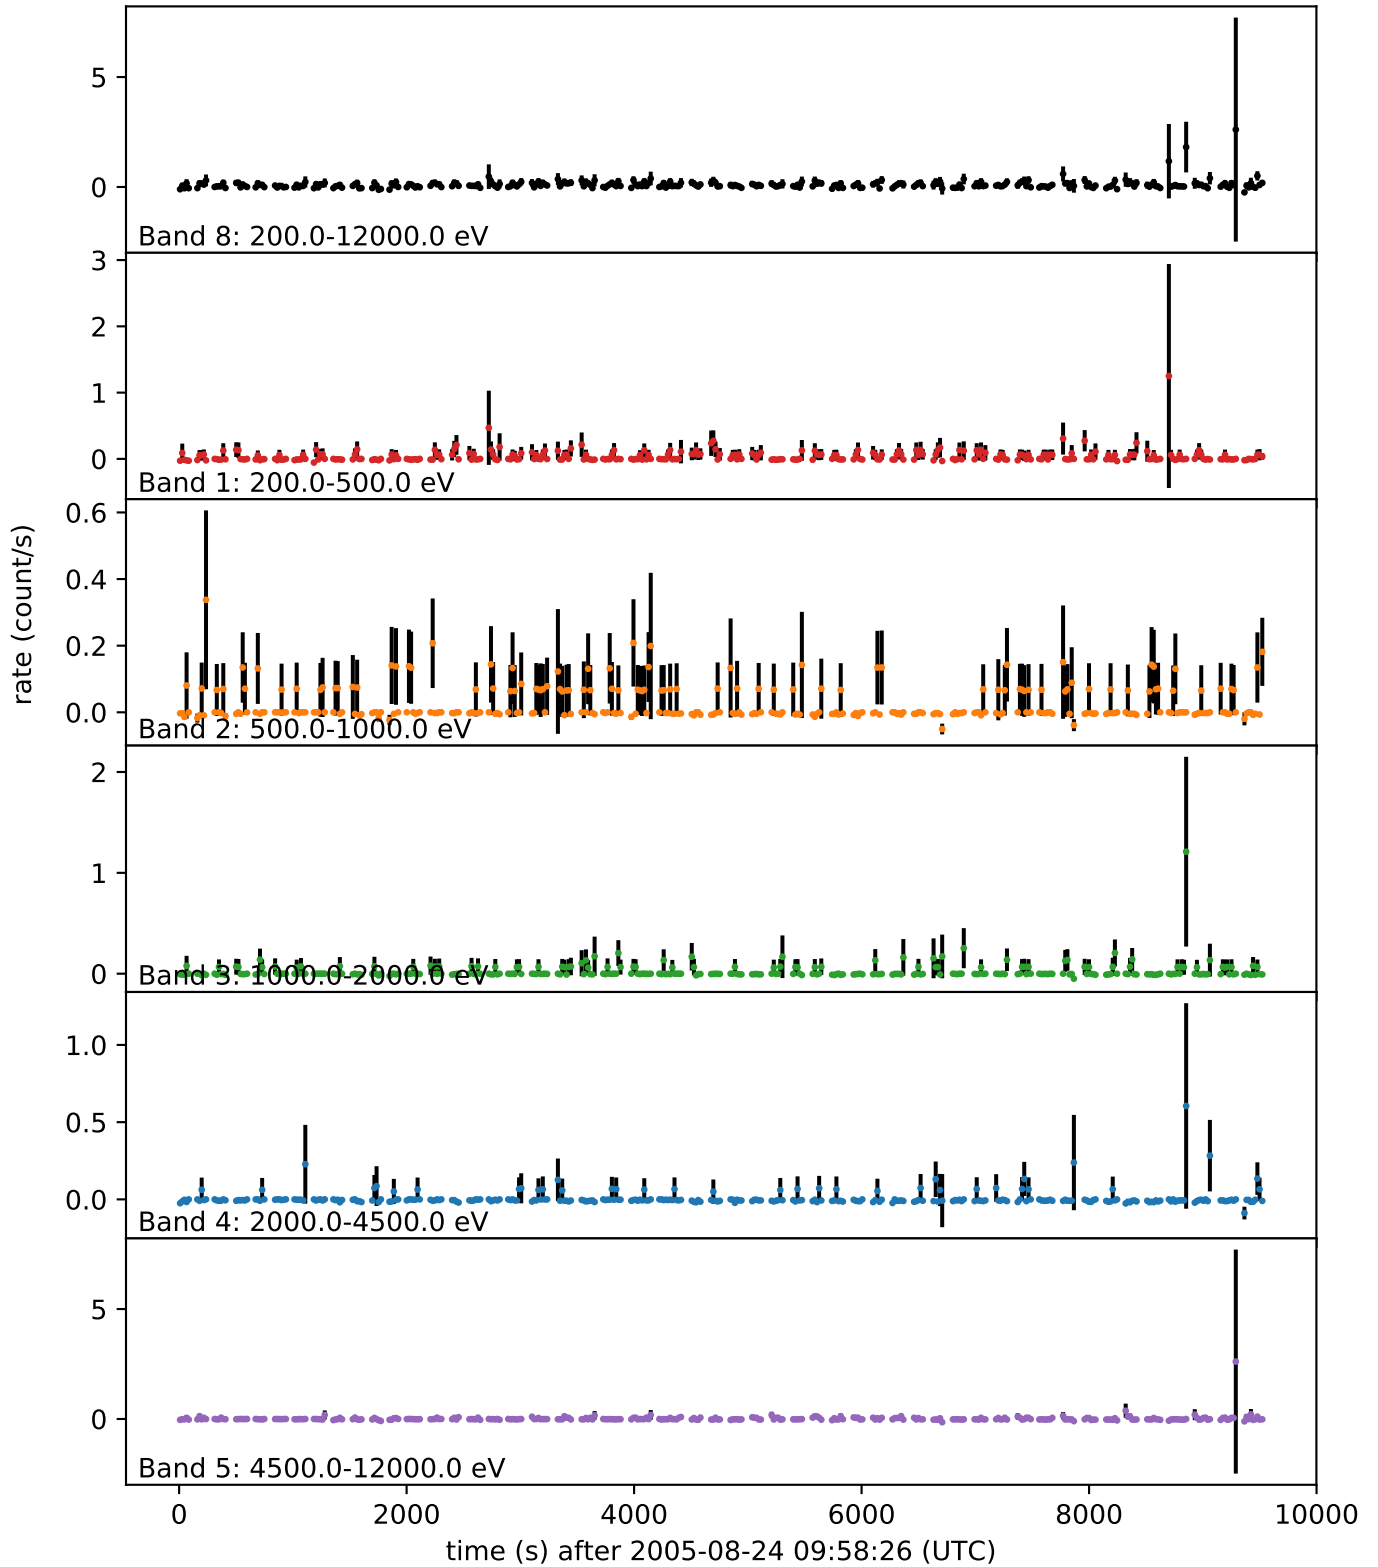 5
0
Band 8: 200.0-12000.0 eV
3
2
1
0
Band 1: 200.0-500.0 eV
rate (count/s)
0.6
0.4
0.2
0.0
Band 2: 500.0-1000.0 eV
2
1
0
Band 3: 1000.0-2000.0 eV
1.0
0.5
0.0
Band 4: 2000.0-4500.0 eV
5
0
Band 5: 4500.0-12000.0 eV
0 2000 4000 6000 8000 10000
time (s) after 2005-08-24 09:58:26 (UTC)